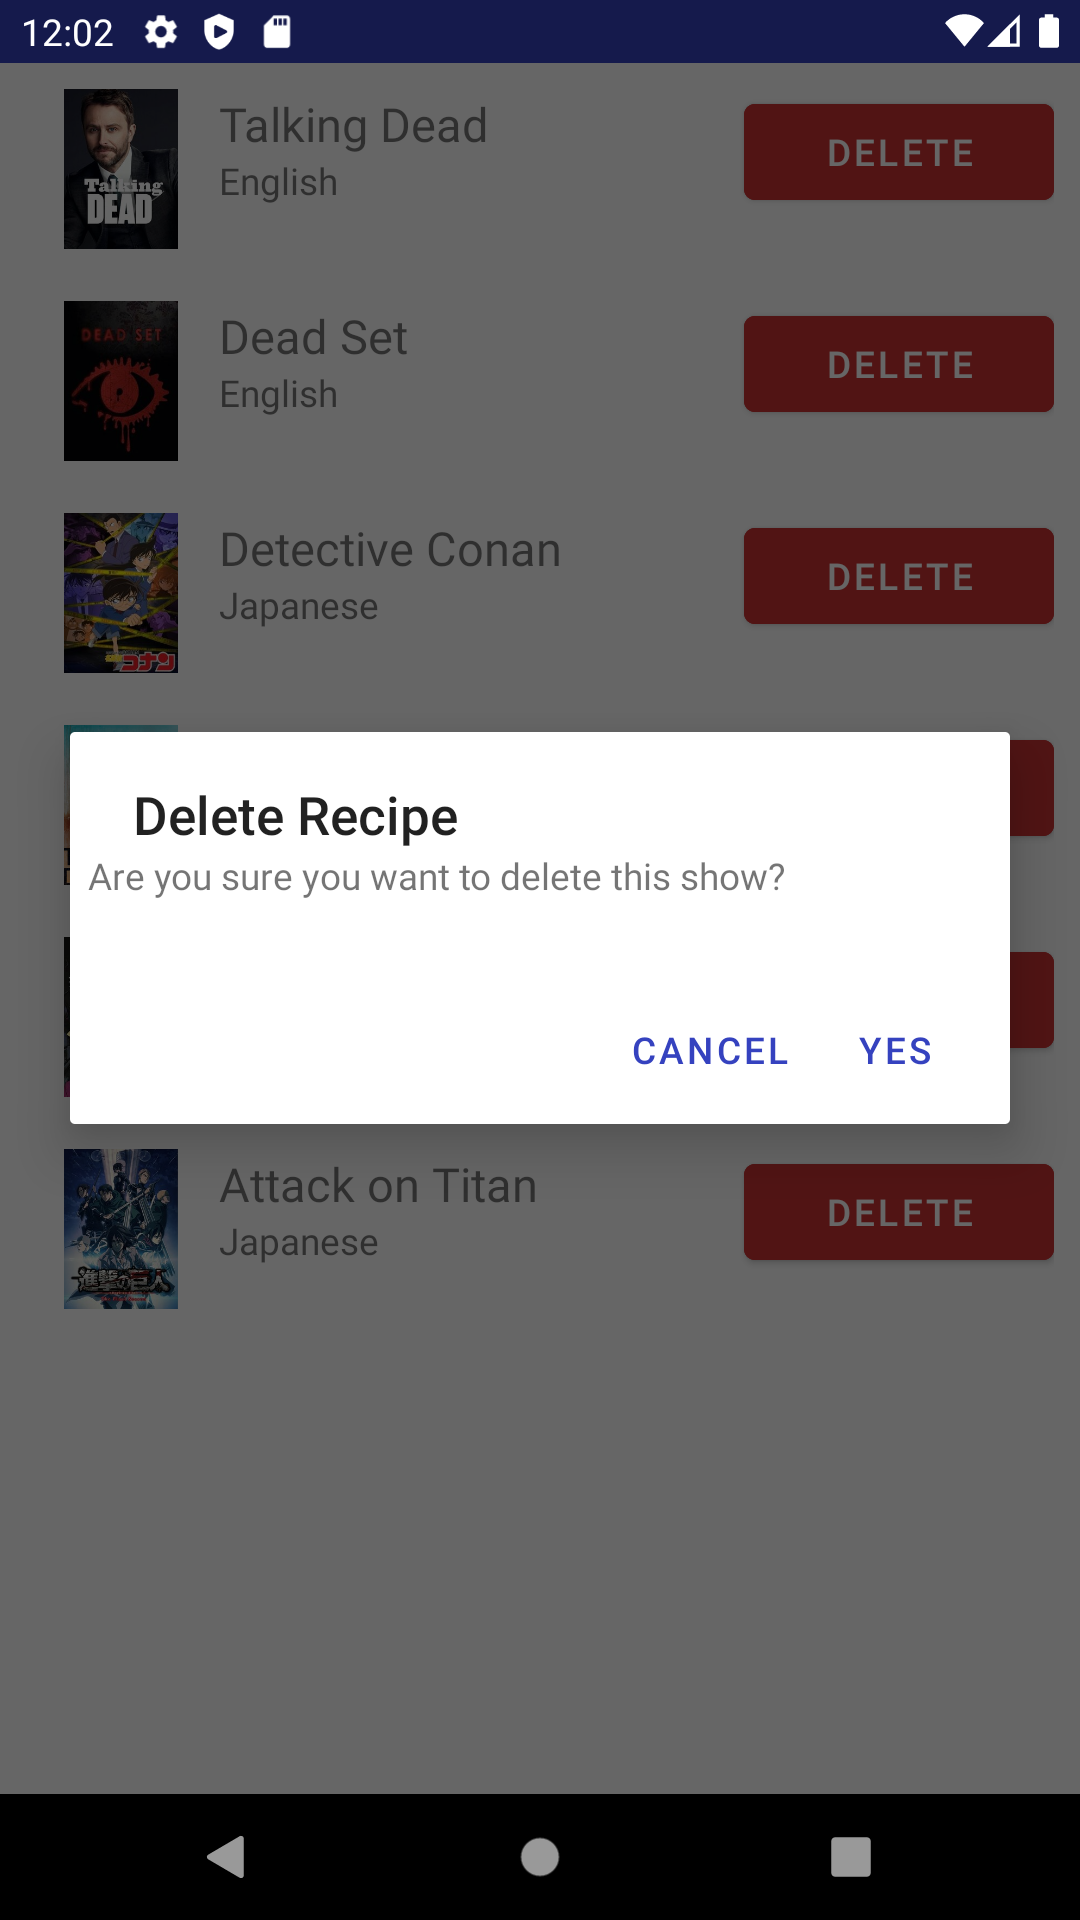 12:02
Talking Dead
English
DELETE
Talking
DEAD
Dead Set
English
DELETE
DEAD SET
Detective Conan
Japanese
DELETE
コナン
Delete Recipe
Are you sure you want to delete this show?
CANCEL
YES
Attack on Titan
Japanese
DELETE
進撃の巨人